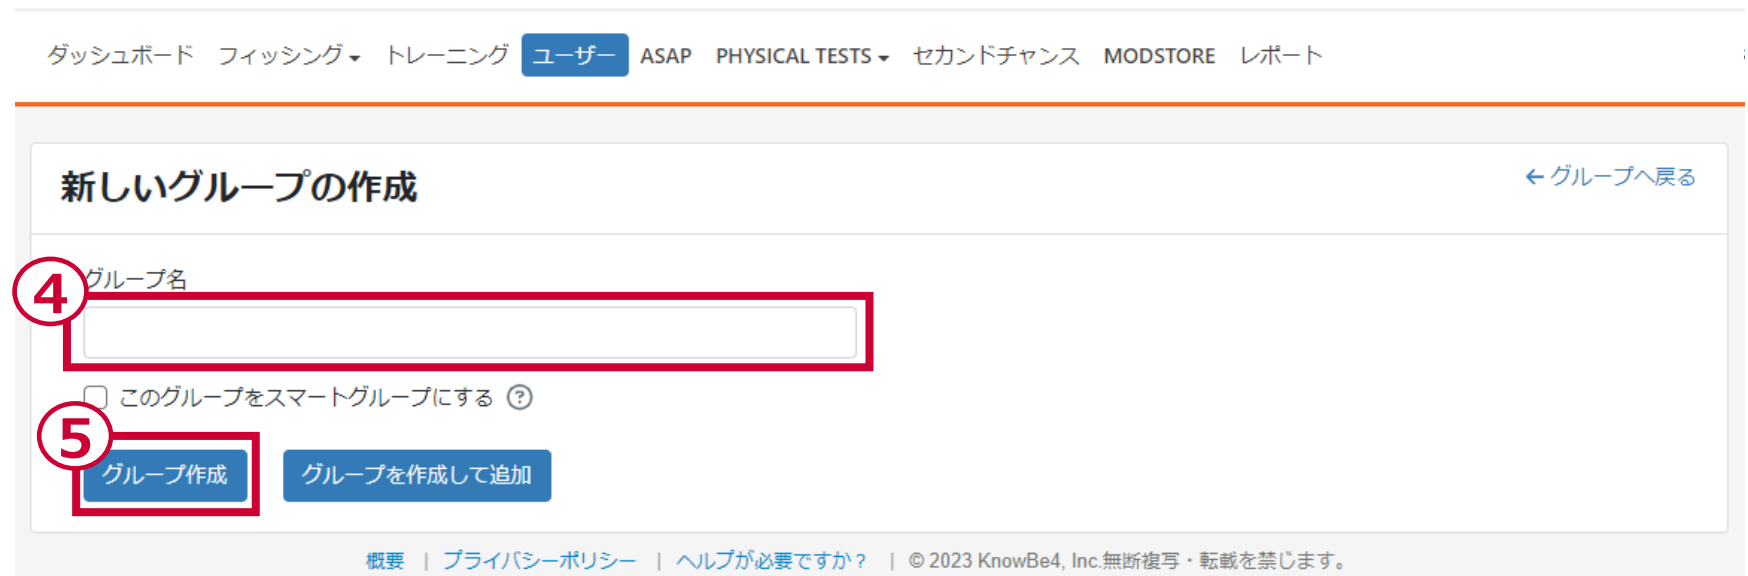 ダッシュボード フィッシング トレーニング ユーザー ASAP PHYSICAL TESTS セカンドチャンス MODSTORE レポート
新しいグループの作成
←グループへ戻る
④
グループ名
このグループをスマートグループにする ?
⑤
グループ作成 グループを作成して追加
概要 | プライバシーポリシー | ヘルプが必要ですか? | © 2023 KnowBe4, Inc.無断複写・転載を禁じます。